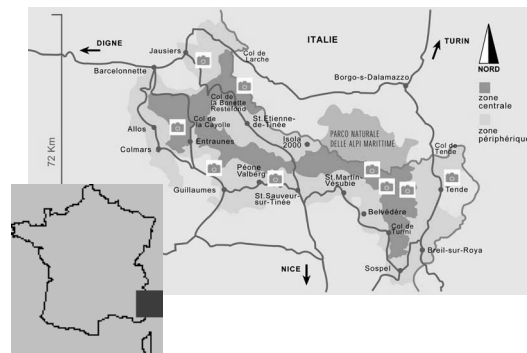 ITALIE
TURIN
DIGNE
Jausiers
Col de
Larche
NORD
Barcelonnette
Borgo-s-Dalamazzo
zone
centrale
Col de
la Bonette
Restefond
zone
périphérique
Allos
Col de
la Cayolle
St.Etienne-
de-Tinée
Colmars
Entraunes
Isola
2000
PARCO NATURALE
DELLE ALPI MARITTIME
Col de
Tende
72 Km
Péone
Valberg
Guillaumes
St.Sauveur-
sur-Tinée
St.Martin-
Vésubie
Tende
Belvédère
Col de
Turini
Breil-sur-Roya
NICE
Sospel